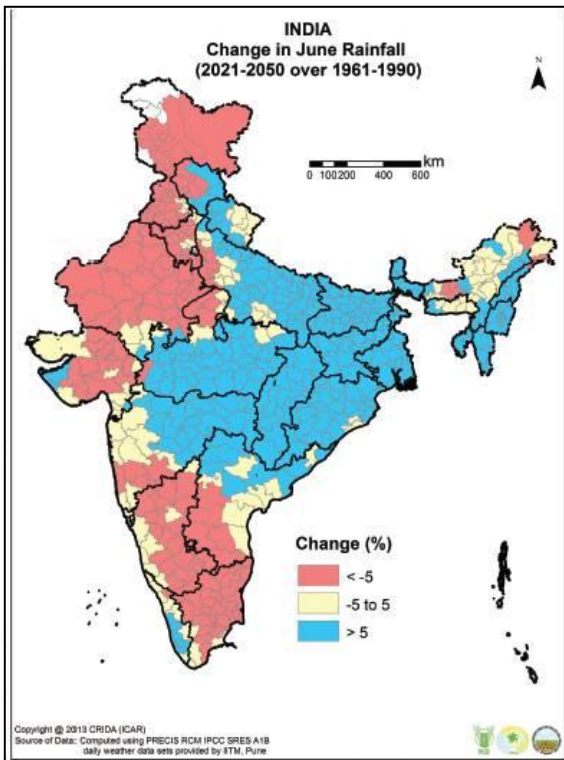 INDIA
Change in June Rainfall
(2021-2050 over 1961-1990)
N
km
0 100 200 400 600
Change (%)
< -5
-5 to 5
> 5
Copyright @ 2013 CRIDA (ICAR)
Source of Data:: Computed using PRECIS RCM IPCC SRES A1B
daily weather data sets provided by IITM, Pune